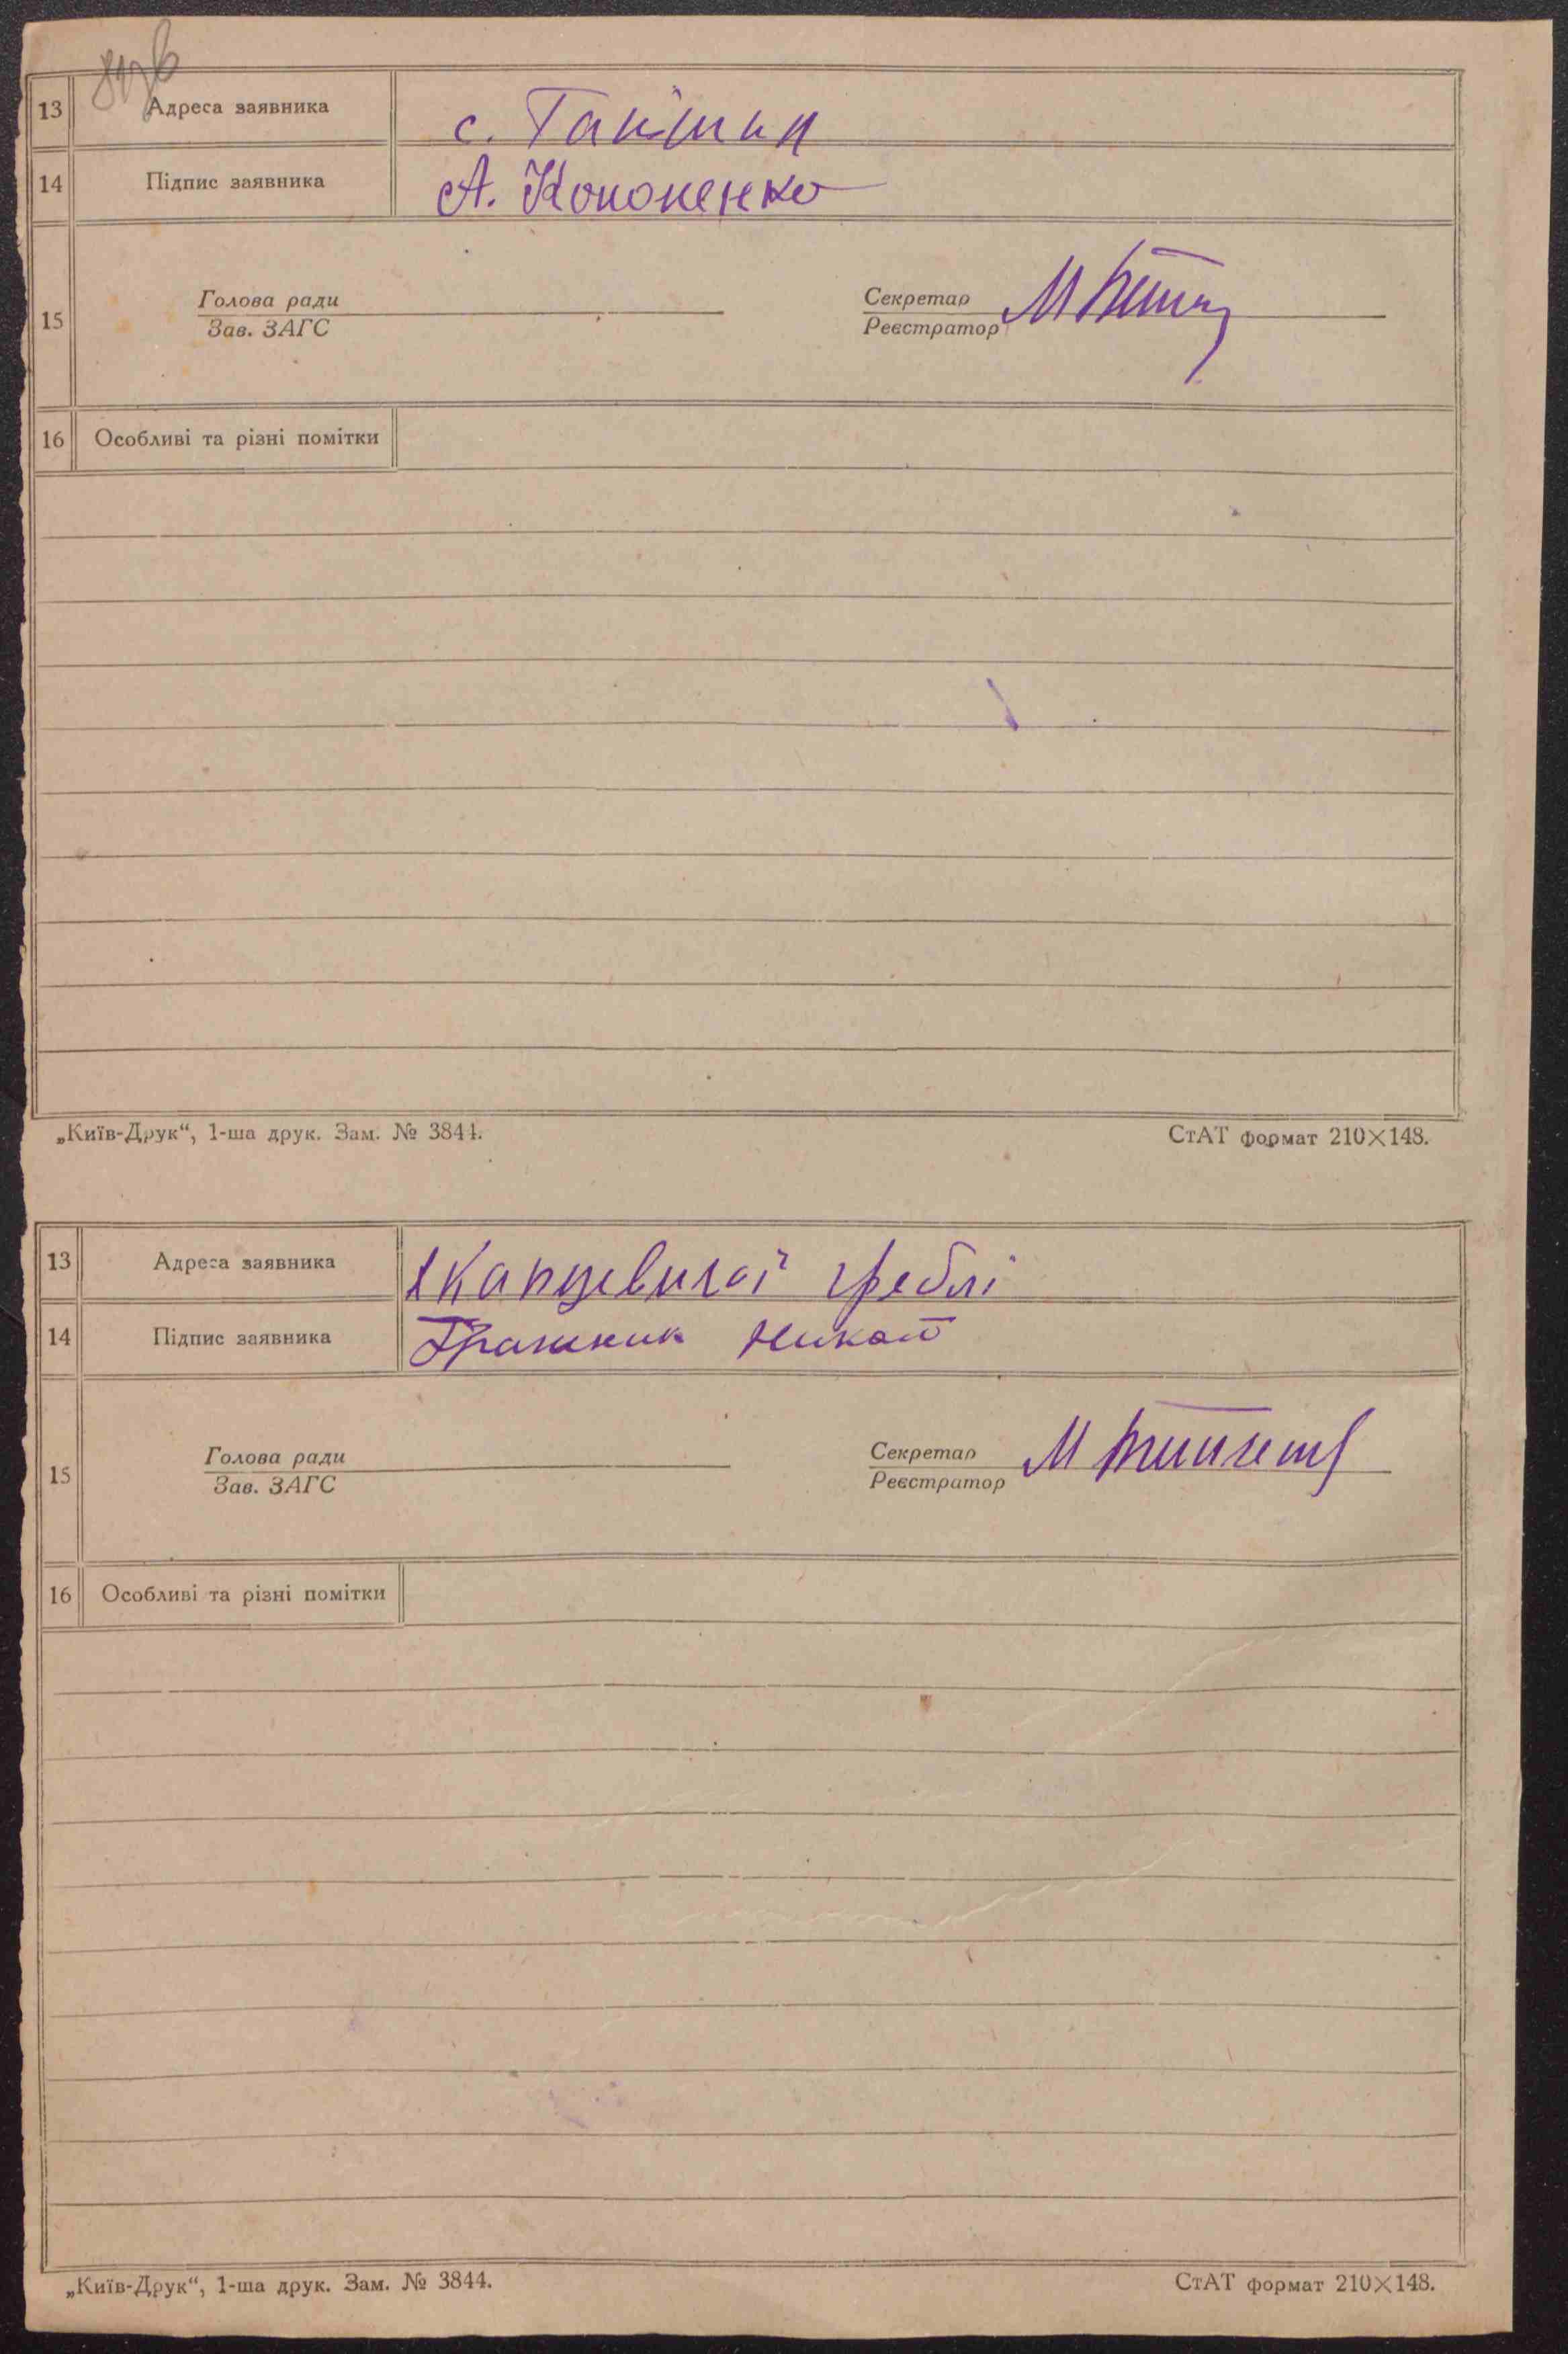 13 Адреса заявника с. Гайшин
14 Підпис заявника А. Кононенко
15 Голова ради
Зав. ЗАГС
Секретар
Реєстратор
16 Особливі та різні помітки
„Київ-Друк“, 1-ша друк. Зам. № 3844. СтАТ формат 210×148.
13 Адреса заявника греблі
14 Підпис заявника
15 Голова ради
Зав. ЗАГС
Секретар
Реєстратор
16 Особливі та різні помітки
„Київ-Друк“, 1-ша друк. Зам. № 3844. СтАТ формат 210×148.